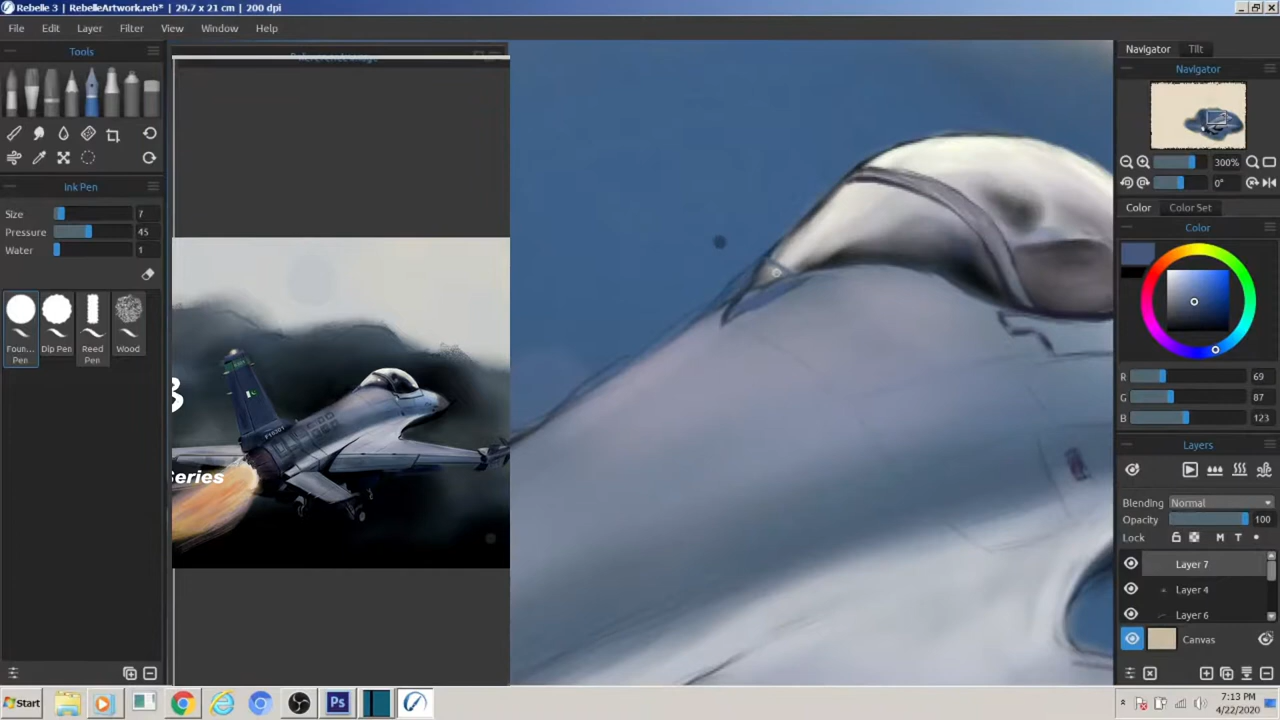 Rebelle 3 | RebelleArtwork.reb* | 29.7 x 21 cm | 200 dpi
File Edit Layer Filter View Window Help
Tools
Reference Image
Navigator Tilt
Navigator
300%
0°
Ink Pen
Size 7
Pressure 45
Water 1
Foun... Pen
Dip Pen
Reed Pen
Wood
Series
Color Color Set
Color
R 69
G 87
B 123
Layers
Blending Normal
Opacity 100
Lock M T
Layer 7
Layer 4
Layer 6
Canvas
Start
Ps
7:13 PM
4/22/2020